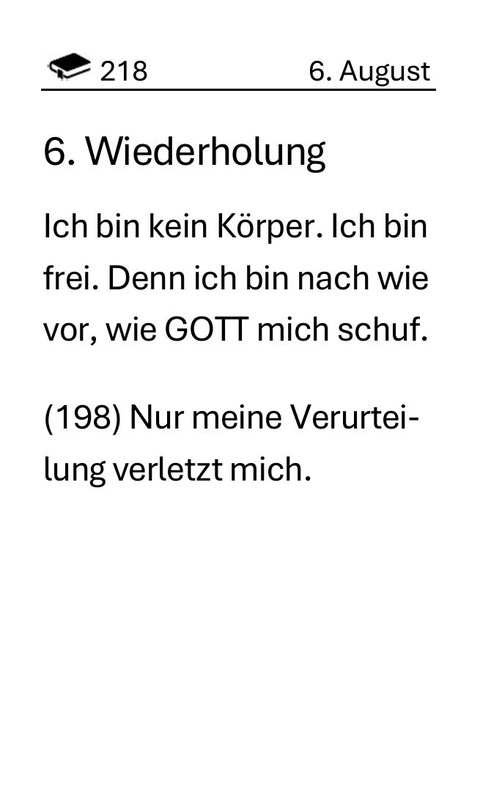 218 6. August
6. Wiederholung
Ich bin kein Körper. Ich bin
frei. Denn ich bin nach wie
vor, wie GOTT mich schuf.
(198) Nur meine Verurtei-
lung verletzt mich.